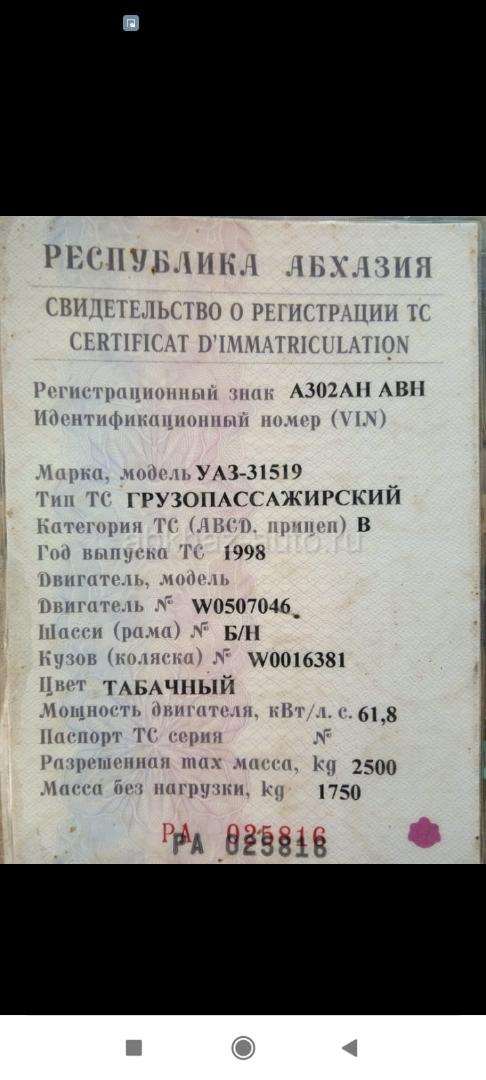 РЕСПУБЛИКА АБХАЗИЯ
СВИДЕТЕЛЬСТВО О РЕГИСТРАЦИИ ТС
CERTIFICAT D'IMMATRICULATION
Регистрационный знак А302АН АВН
Идентификационный номер (VIN)
Марка, модель УАЗ-31519
Тип ТС ГРУЗОПАССАЖИРСКИЙ
Категория ТС (ABCD, прицеп) В
abkhaz-auto.ru
Год выпуска ТС 1998
Двигатель, модель
Двигатель № W0507046
Шасси (рама) № Б/Н
Кузов (коляска) № W0016381
Цвет ТАБАЧНЫЙ
Мощность двигателя, кВт/л. с. 61,8
Паспорт ТС серия №
Разрешенная max масса, kg 2500
Масса без нагрузки, kg 1750
РА 025816
РА 025816